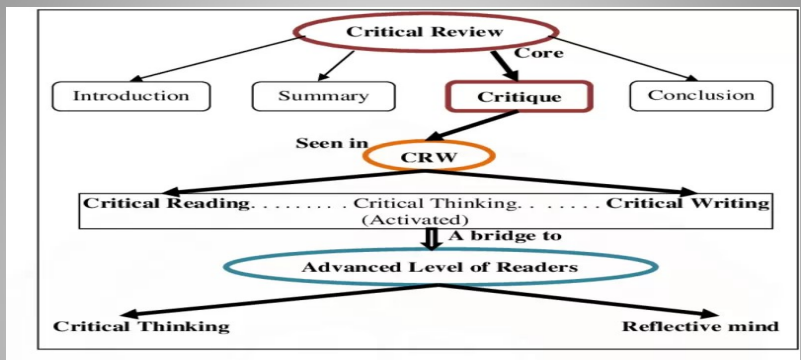 Critical Review
Core
Introduction
Summary
Critique
Conclusion
Seen in
CRW
Critical Reading. . . . . . . . . Critical Thinking. . . . . . . Critical Writing
(Activated)
A bridge to
Advanced Level of Readers
Critical Thinking
Reflective mind